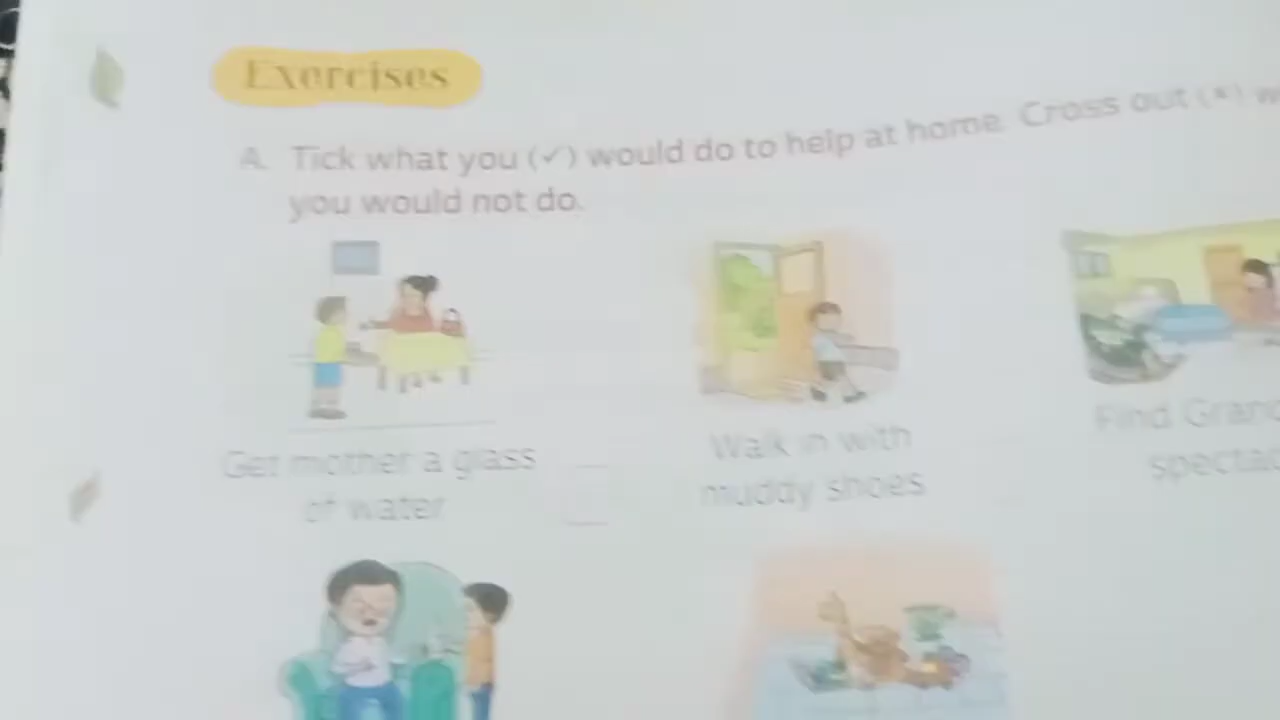 Exercises
A. Tick what you (✓) would do to help at home. Cross out (×)
you would not do.
Get mother a glass
of water
Walk in with
muddy shoes
Find